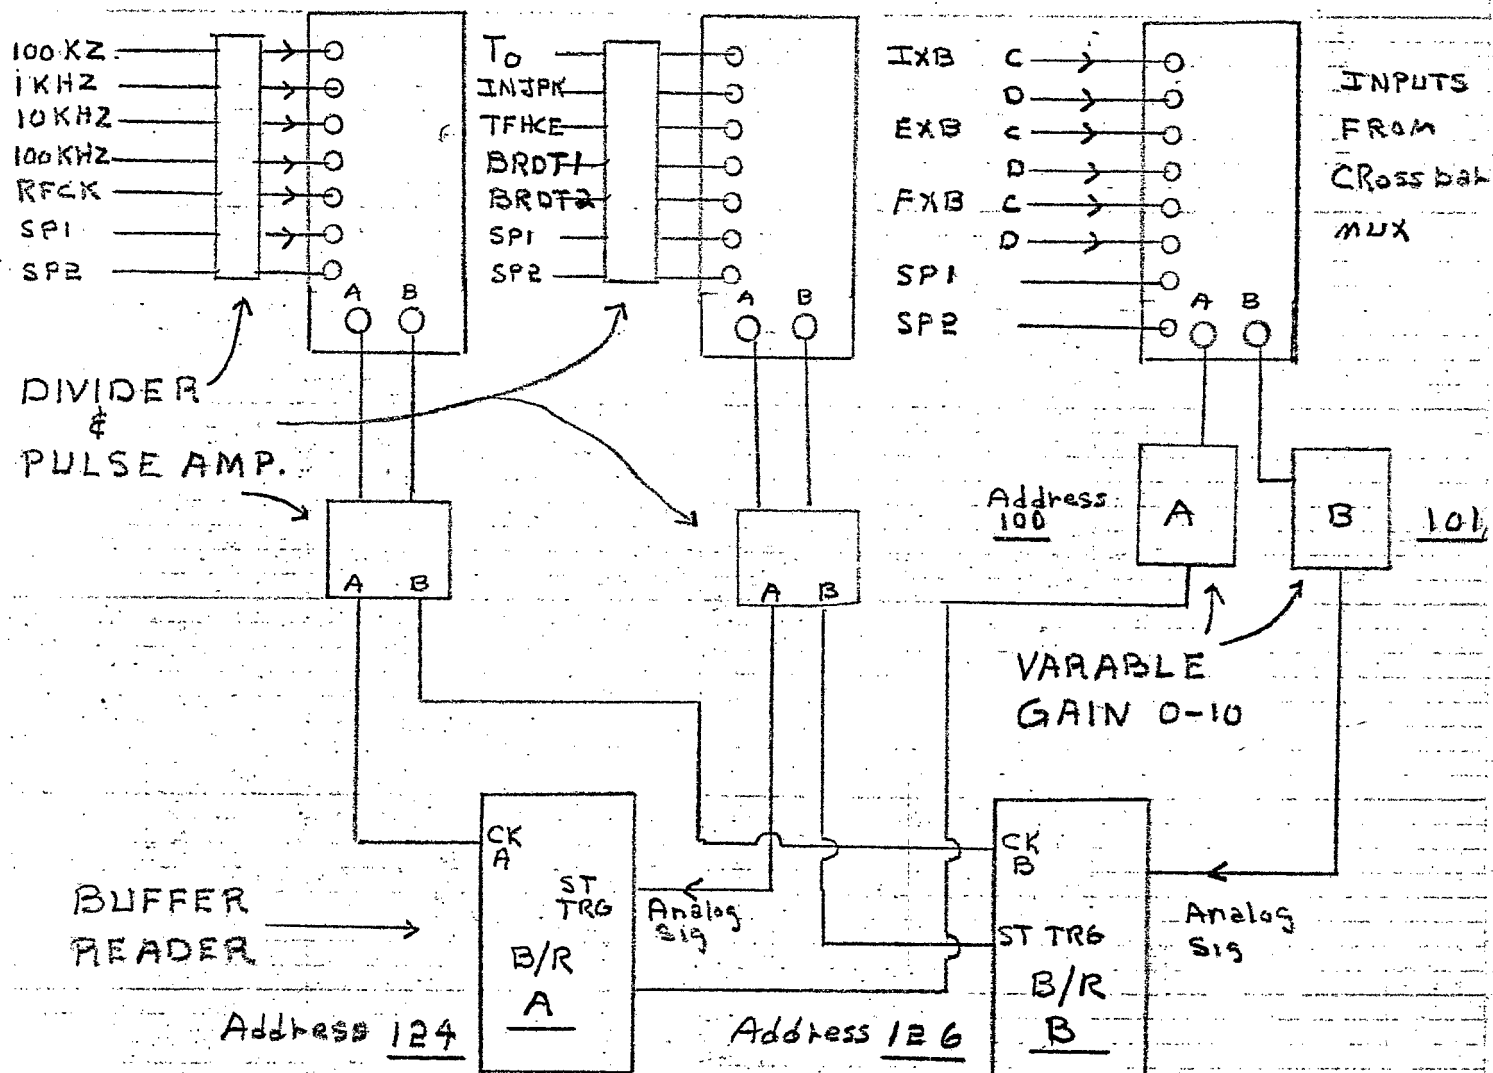 100 KZ
1 KHZ
10 KHZ
100 KHZ
RFCK
SP1
SP2
A B
T0
INJPK
TFHCE
BRDT1
BRDT2
SP1
SP2
A B
IXB C
D
EXB C
D
FXB C
D
SP1
SP2
A B
INPUTS
FROM
CRossbar
MUX
DIVIDER
&
PULSE AMP.
A B
A B
Address
100
A
B
101
VARABLE
GAIN 0-10
BUFFER
READER
CK
A
ST
TRG
B/R
A
Address 124
Analog
Sig
CK
B
ST TRG
B/R
B
Address 126
Analog
Sig